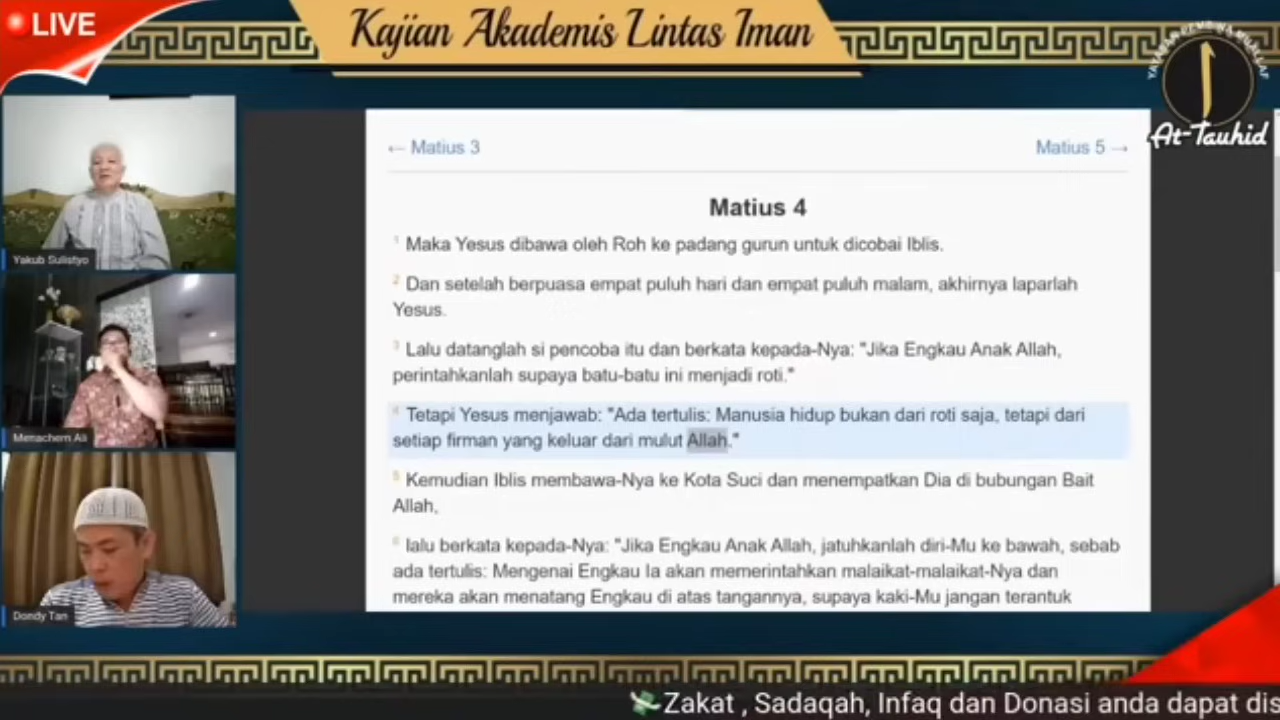 LIVE
Kajian Akademis Lintas Iman
YAYASAN PEMBINA MUALLAF
At-Tauhid
← Matius 3
Matius 5 →
Matius 4
1 Maka Yesus dibawa oleh Roh ke padang gurun untuk dicobai Iblis.
2 Dan setelah berpuasa empat puluh hari dan empat puluh malam, akhirnya laparlah
Yesus.
3 Lalu datanglah si pencoba itu dan berkata kepada-Nya: "Jika Engkau Anak Allah,
perintahkanlah supaya batu-batu ini menjadi roti."
4 Tetapi Yesus menjawab: "Ada tertulis: Manusia hidup bukan dari roti saja, tetapi dari
setiap firman yang keluar dari mulut Allah."
5 Kemudian Iblis membawa-Nya ke Kota Suci dan menempatkan Dia di bubungan Bait
Allah,
6 lalu berkata kepada-Nya: "Jika Engkau Anak Allah, jatuhkanlah diri-Mu ke bawah, sebab
ada tertulis: Mengenai Engkau Ia akan memerintahkan malaikat-malaikat-Nya dan
mereka akan menatang Engkau di atas tangannya, supaya kaki-Mu jangan terantuk
Yakub Sulistyo
Menachem Ali
Dondy Tan
Zakat , Sadaqah, Infaq dan Donasi anda dapat dis